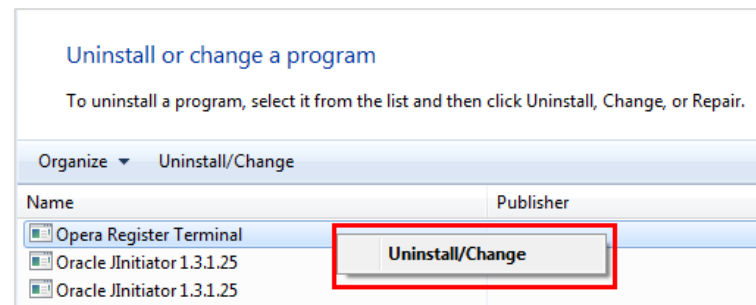 Uninstall or change a program
To uninstall a program, select it from the list and then click Uninstall, Change, or Repair.
Organize Uninstall/Change
Name Publisher
Opera Register Terminal
Uninstall/Change
Oracle JInitiator 1.3.1.25
Oracle JInitiator 1.3.1.25